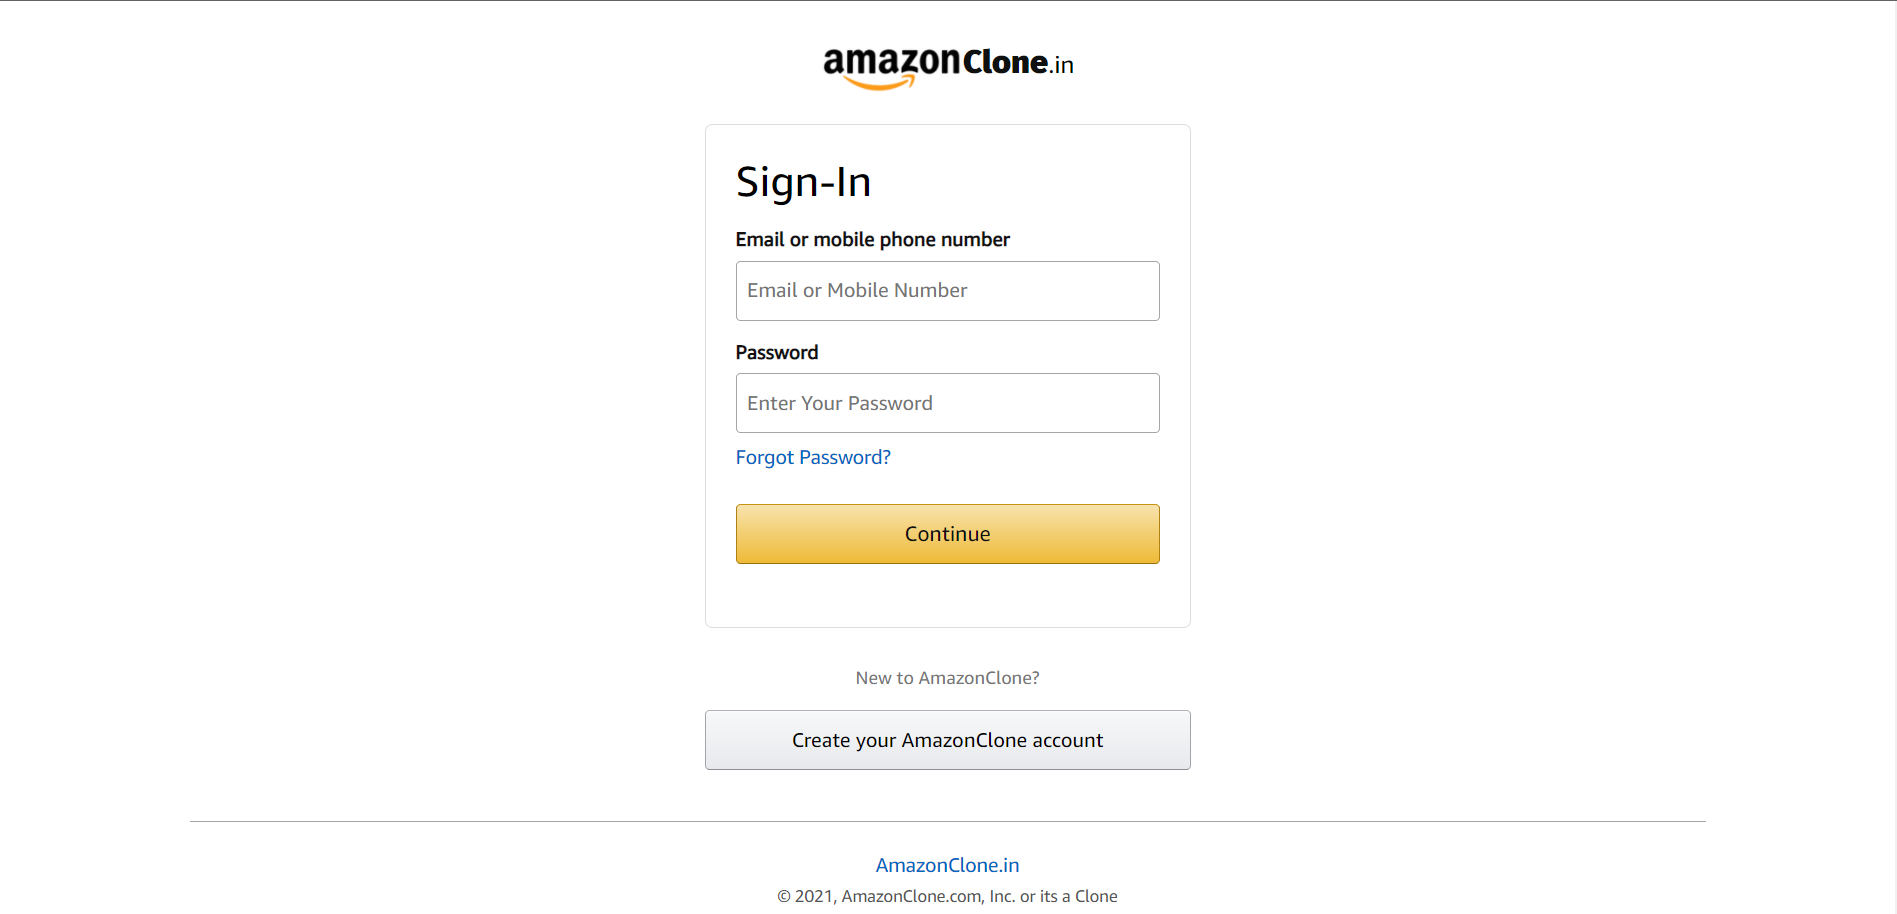 amazonClone.in
Sign-In
Email or mobile phone number
Email or Mobile Number
Password
Enter Your Password
Forgot Password?
Continue
New to AmazonClone?
Create your AmazonClone account
AmazonClone.in
© 2021, AmazonClone.com, Inc. or its a Clone